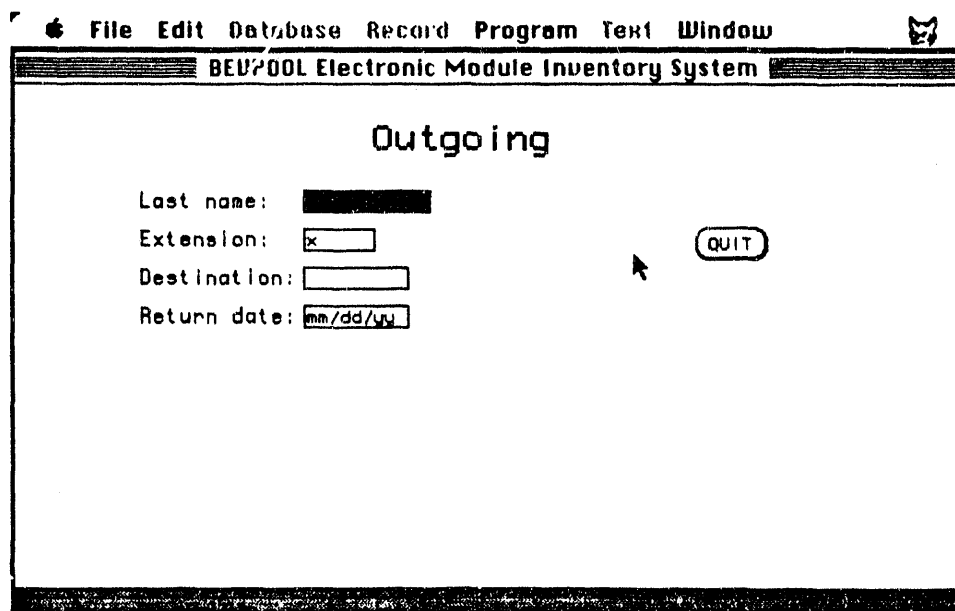 File Edit Database Record Program Text Window
BEVPOOL Electronic Module Inventory System
Outgoing
Last name:
Extension: x
QUIT
Destination:
Return date: mm/dd/yy